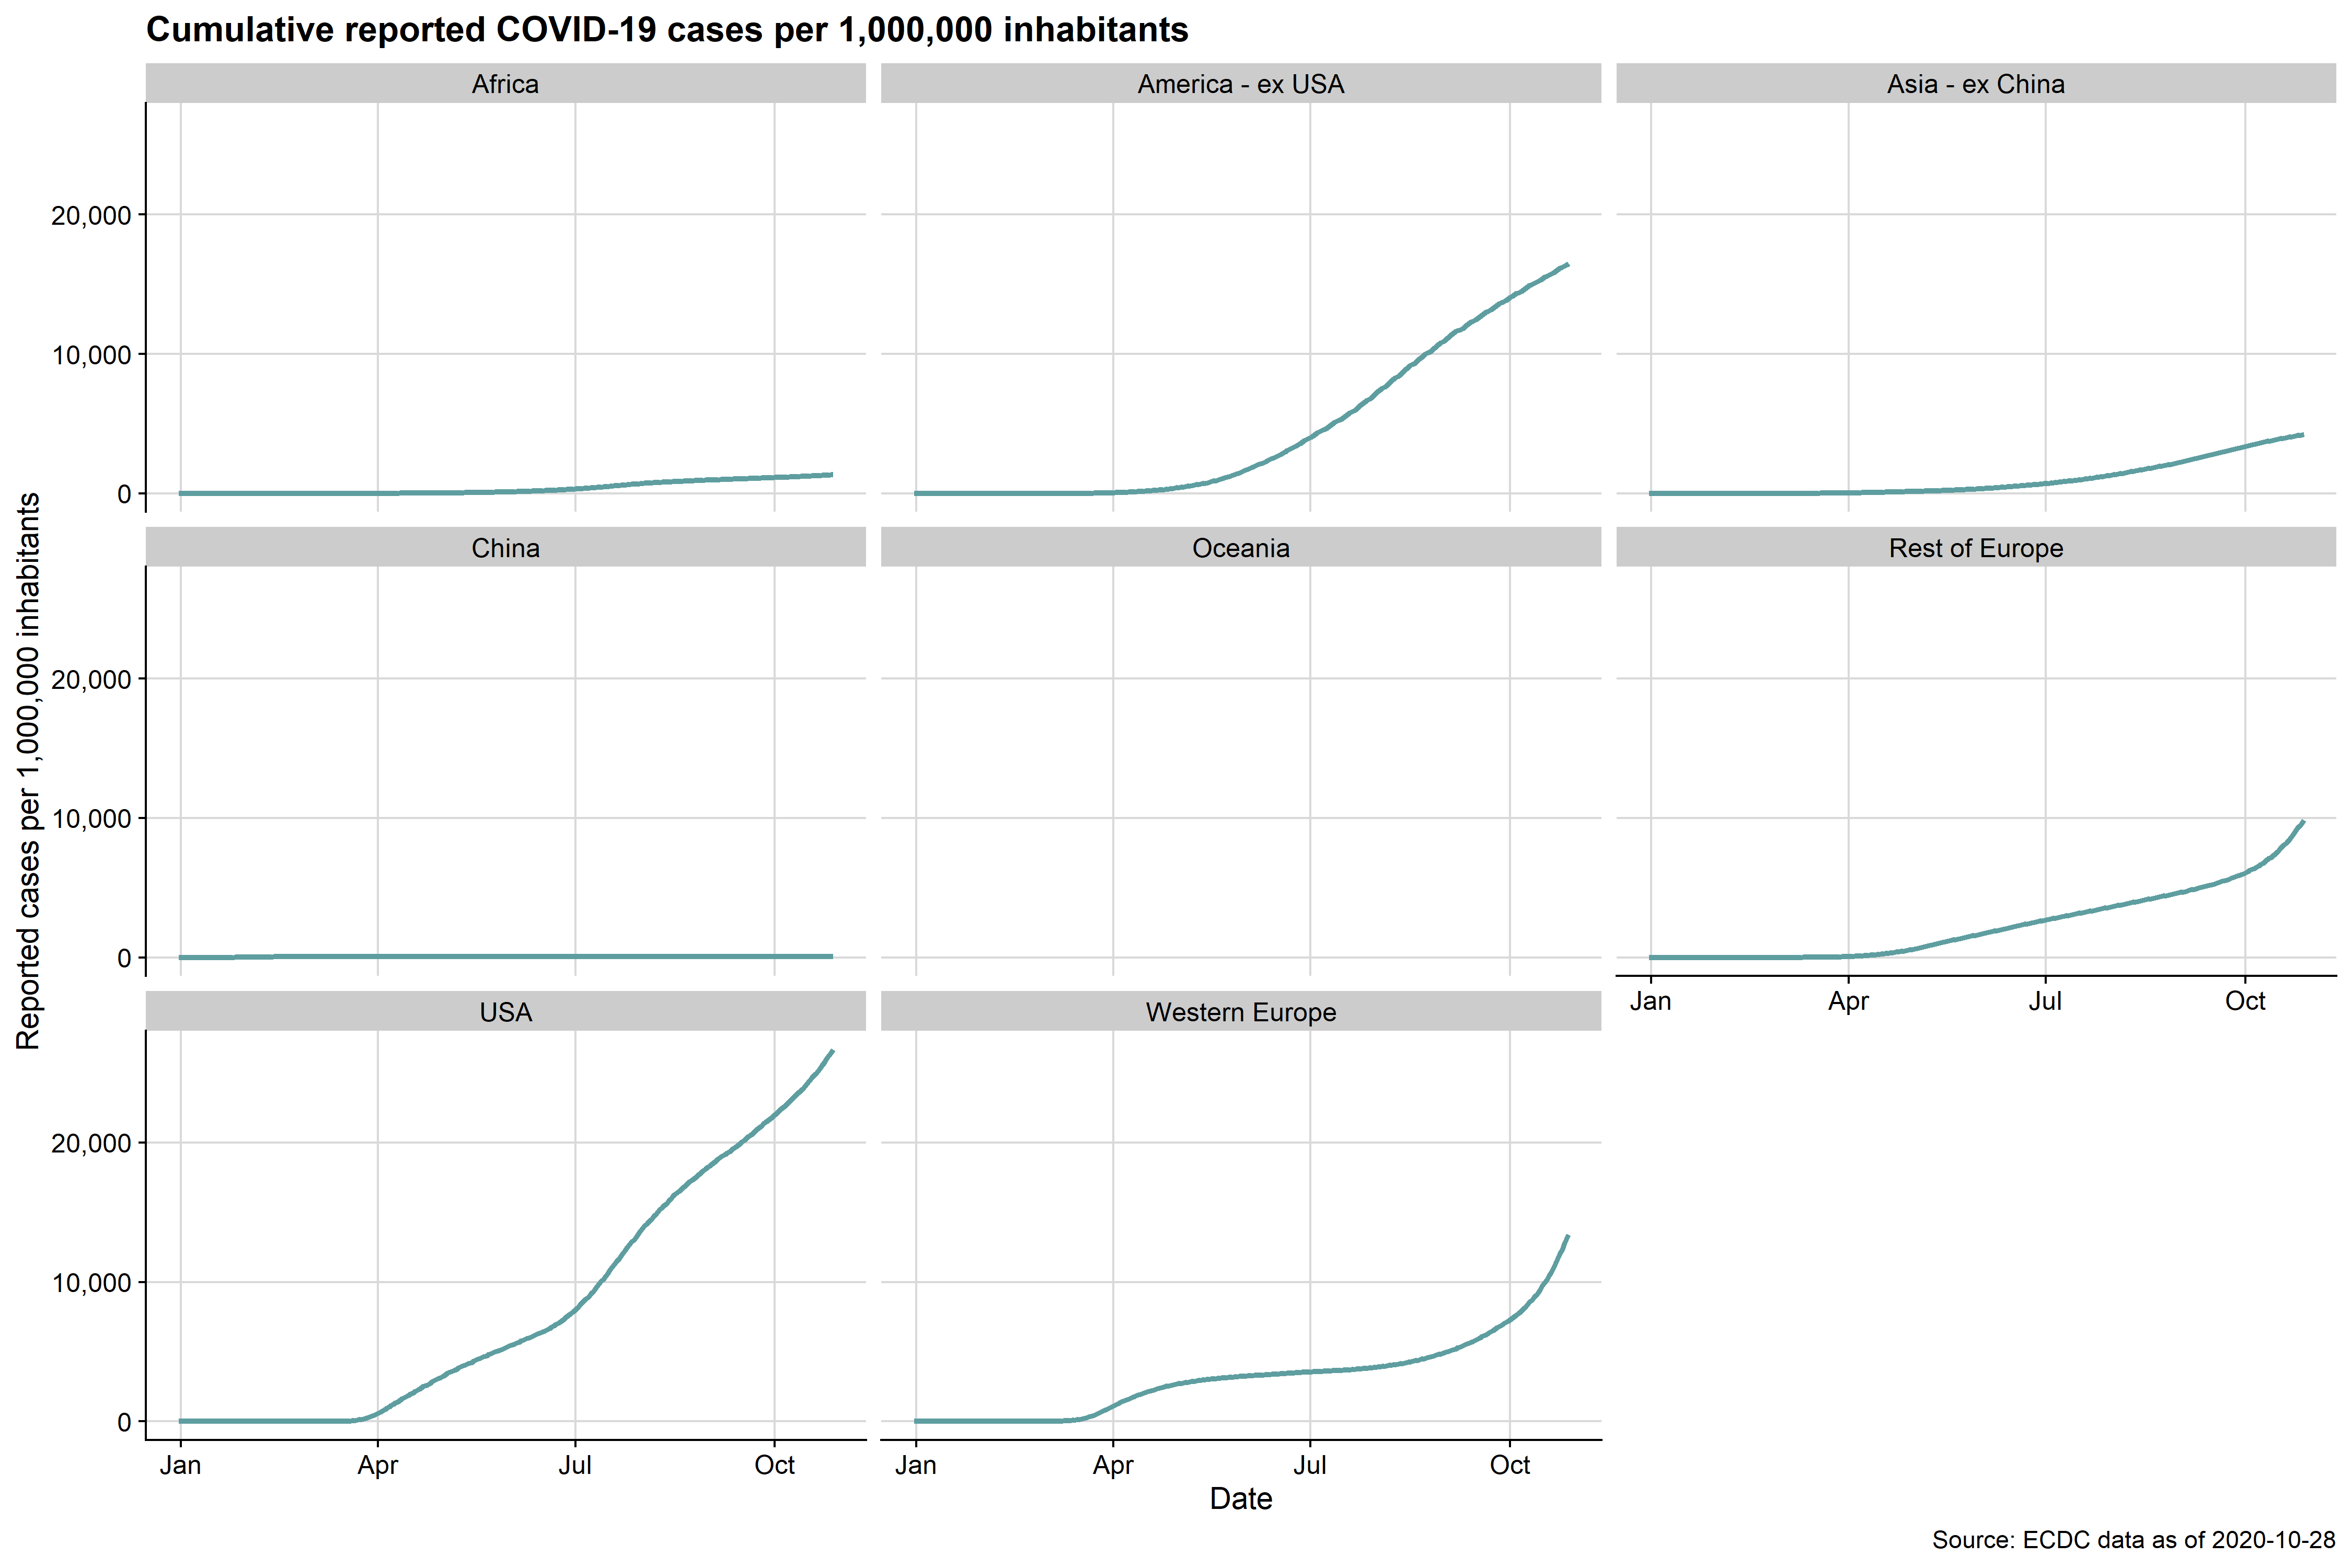 Cumulative reported COVID-19 cases per 1,000,000 inhabitants
Africa
America - ex USA
Asia - ex China
20,000
10,000
0
China
Oceania
Rest of Europe
20,000
10,000
0
Jan
Apr
Jul
Oct
USA
Western Europe
20,000
10,000
0
Jan
Apr
Jul
Oct
Jan
Apr
Jul
Oct
Reported cases per 1,000,000 inhabitants
Date
Source: ECDC data as of 2020-10-28